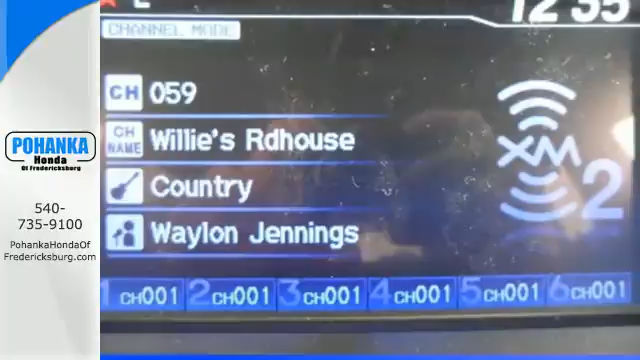 12:35
CHANNEL MODE
CH 059
CH NAME Willie's Rdhouse
Country
Waylon Jennings
XM 2
1 CH001 2 CH001 3 CH001 4 CH001 5 CH001 6 CH001
POHANKA
Honda
Of Fredericksburg
540-
735-9100
PohankaHondaOf
Fredericksburg.com